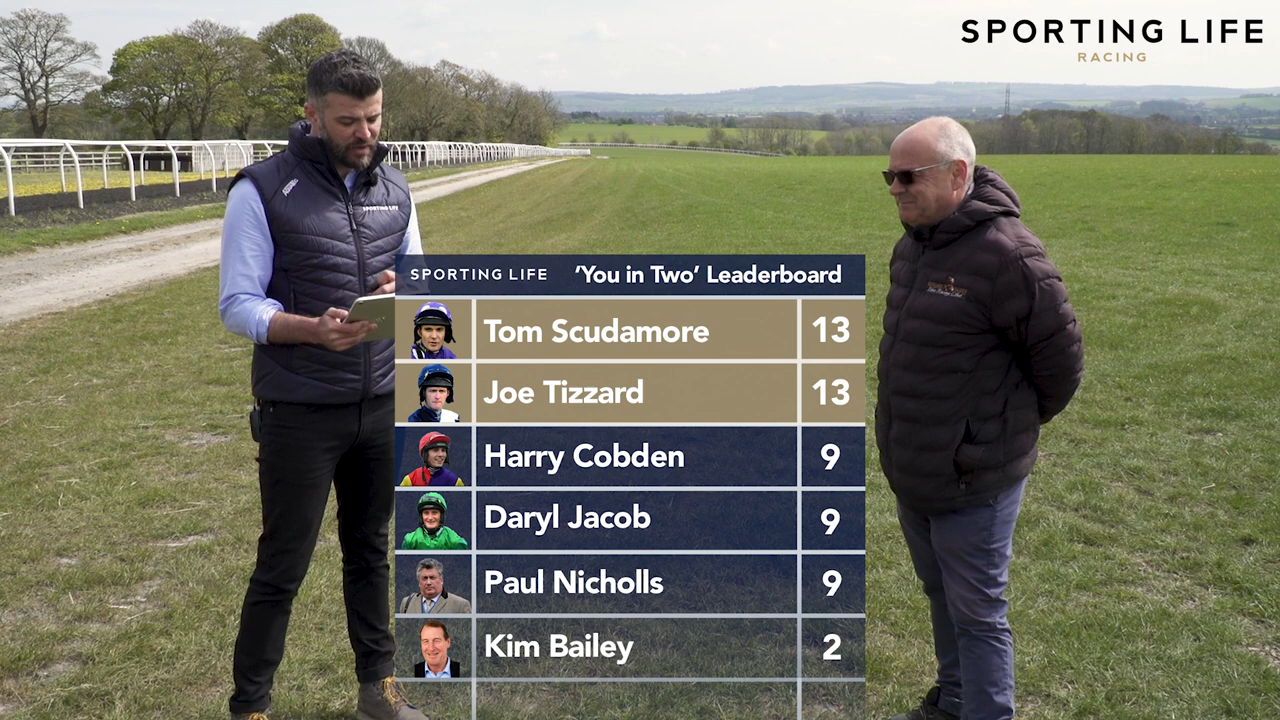 SPORTING LIFE
RACING
SPORTING LIFE
SPORTING LIFE 'You in Two' Leaderboard
Tom Scudamore 13
Joe Tizzard 13
Harry Cobden 9
Daryl Jacob 9
Paul Nicholls 9
Kim Bailey 2